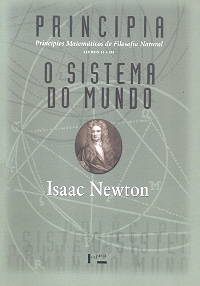 PRINCIPIA
Princípios Matemáticos de Filosofia Natural
LIVROS II e III
O SISTEMA
DO MUNDO
Isaac Newton